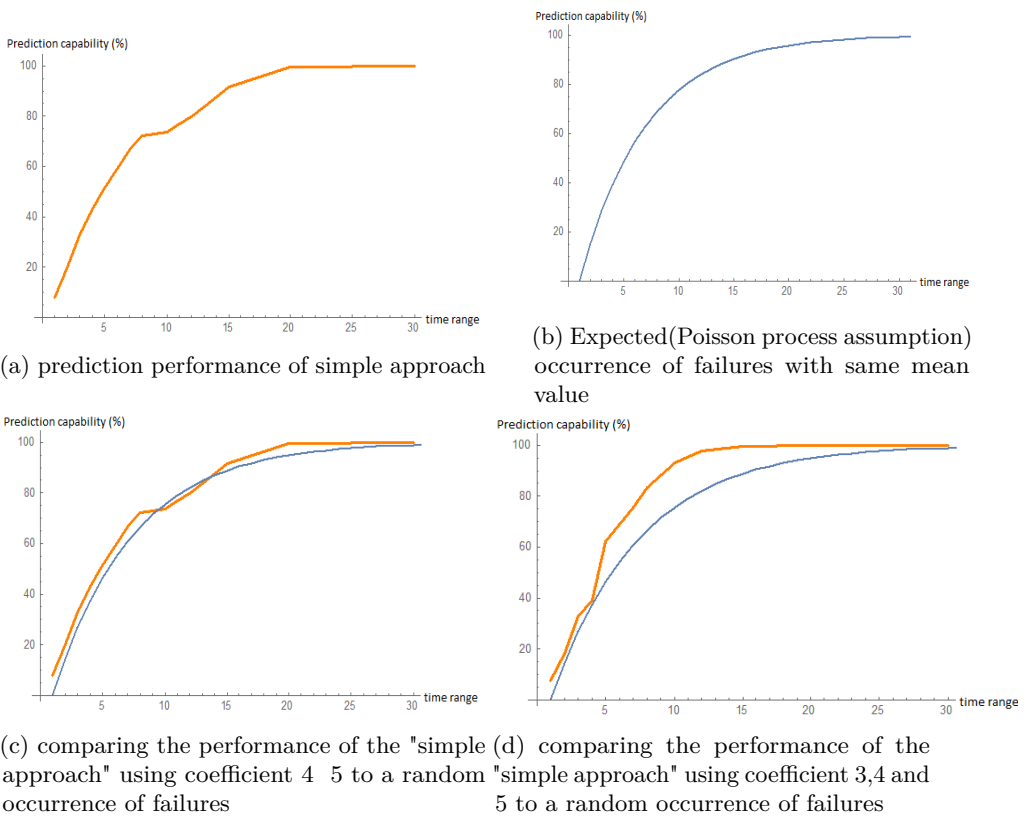 Prediction capability (%)
100
80
60
40
20
5 10 15 20 25 30 time range
(a) prediction performance of simple approach
Prediction capability (%)
100
80
60
40
20
5 10 15 20 25 30 time range
(b) Expected(Poisson process assumption)
occurrence of failures with same mean
value
Prediction capability (%)
100
80
60
40
20
5 10 15 20 25 30 time range
(c) comparing the performance of the "simple
approach" using coefficient 4 5 to a random
occurrence of failures
Prediction capability (%)
100
80
60
40
20
5 10 15 20 25 30 time range
(d) comparing the performance of the
"simple approach" using coefficient 3,4 and
5 to a random occurrence of failures